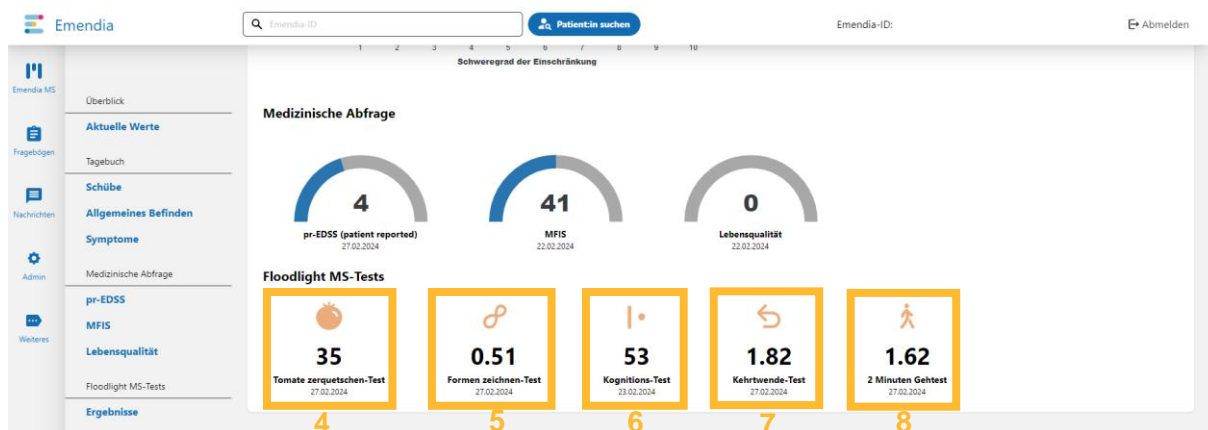 Emendia
Emendia-ID
Patient:in suchen
Emendia-ID:
Abmelden
1 2 3 4 5 6 7 8 9 10
Schweregrad der Einschränkung
Emendia MS
Fragebögen
Nachrichten
Admin
Weiteres
Überblick
Aktuelle Werte
Tagebuch
Schübe
Allgemeines Befinden
Symptome
Medizinische Abfrage
pr-EDSS
MFIS
Lebensqualität
Floodlight MS-Tests
Ergebnisse
Medizinische Abfrage
4
pr-EDSS (patient reported)
27.02.2024
41
MFIS
22.02.2024
0
Lebensqualität
22.02.2024
Floodlight MS-Tests
35
Tomate zerquetschen-Test
27.02.2024
4
0.51
Formen zeichnen-Test
27.02.2024
5
53
Kognitions-Test
23.02.2024
6
1.82
Kehrtwende-Test
27.02.2024
7
1.62
2 Minuten Gehtest
27.02.2024
8